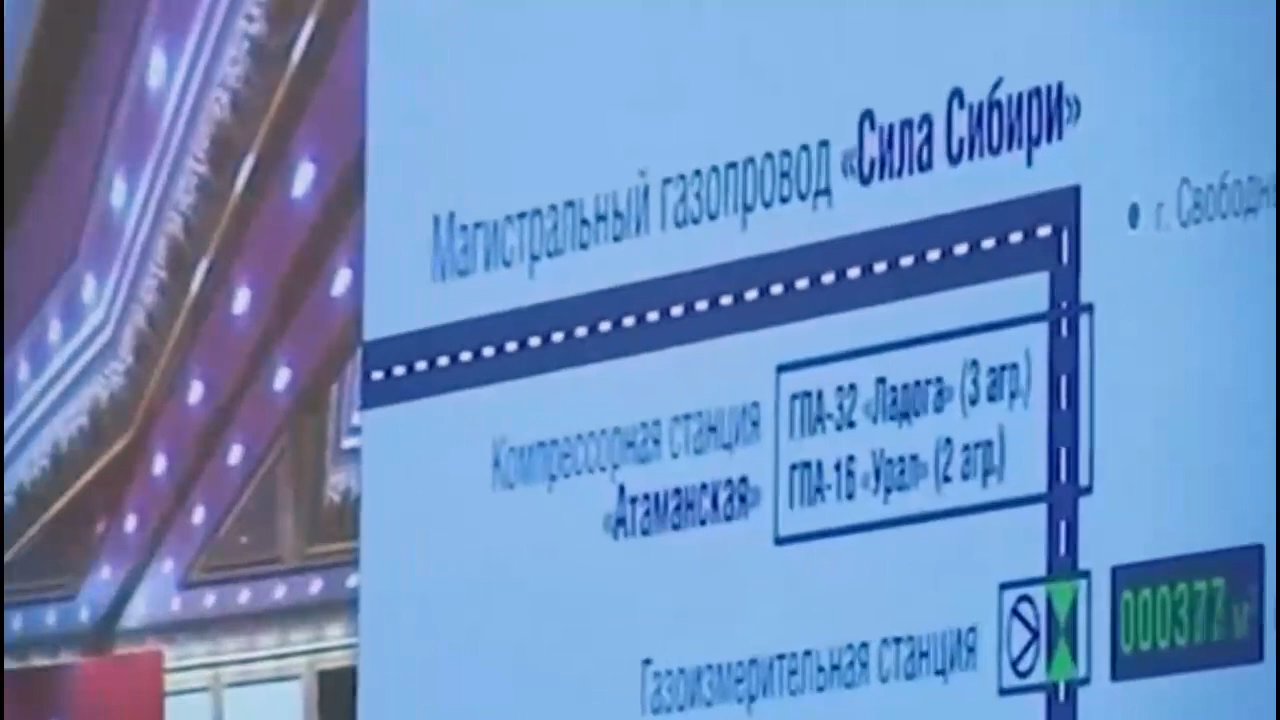 Магистральный газопровод «Сила Сибири»
г. Свободн
Компрессорная станция
«Атаманская»
ГПА-32 «Ладога» (3 агр.)
ГПА-16 «Урал» (2 агр.)
Газоизмерительная станция
000377 м